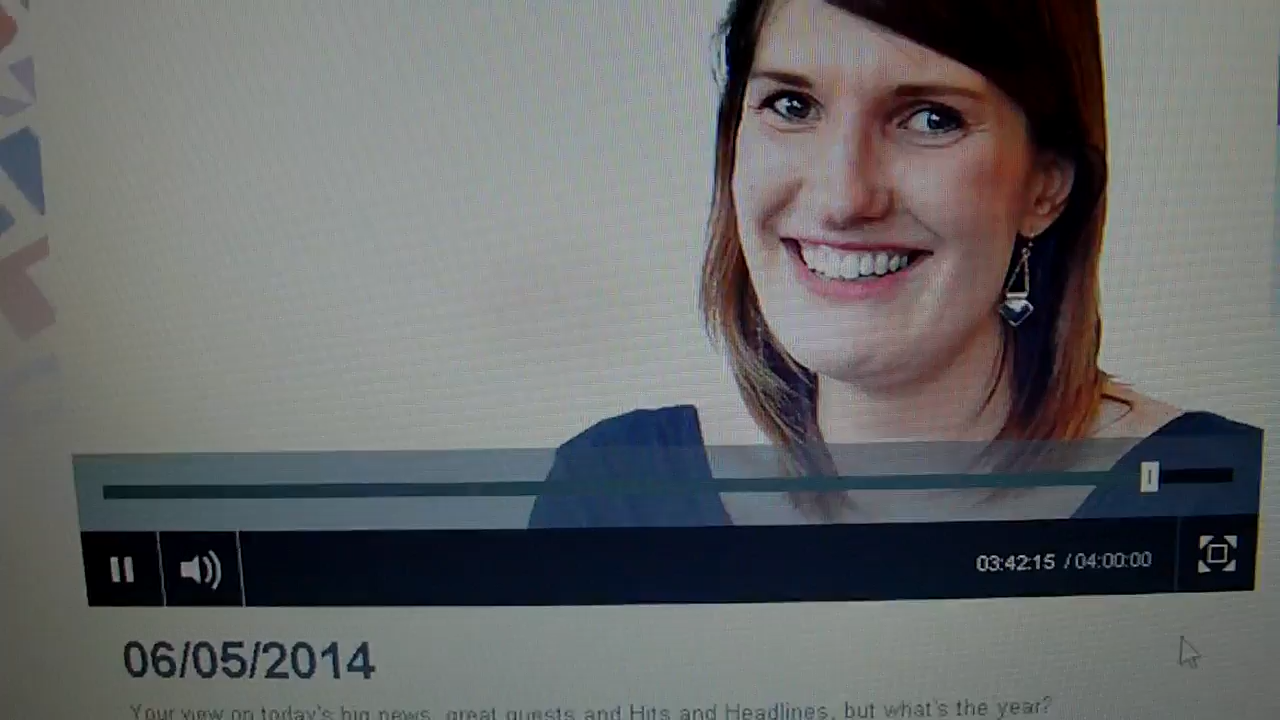 03:42:15 / 04:00:00
06/05/2014
Your view on today's big news, great guests and Hits and Headlines, but what's the year?